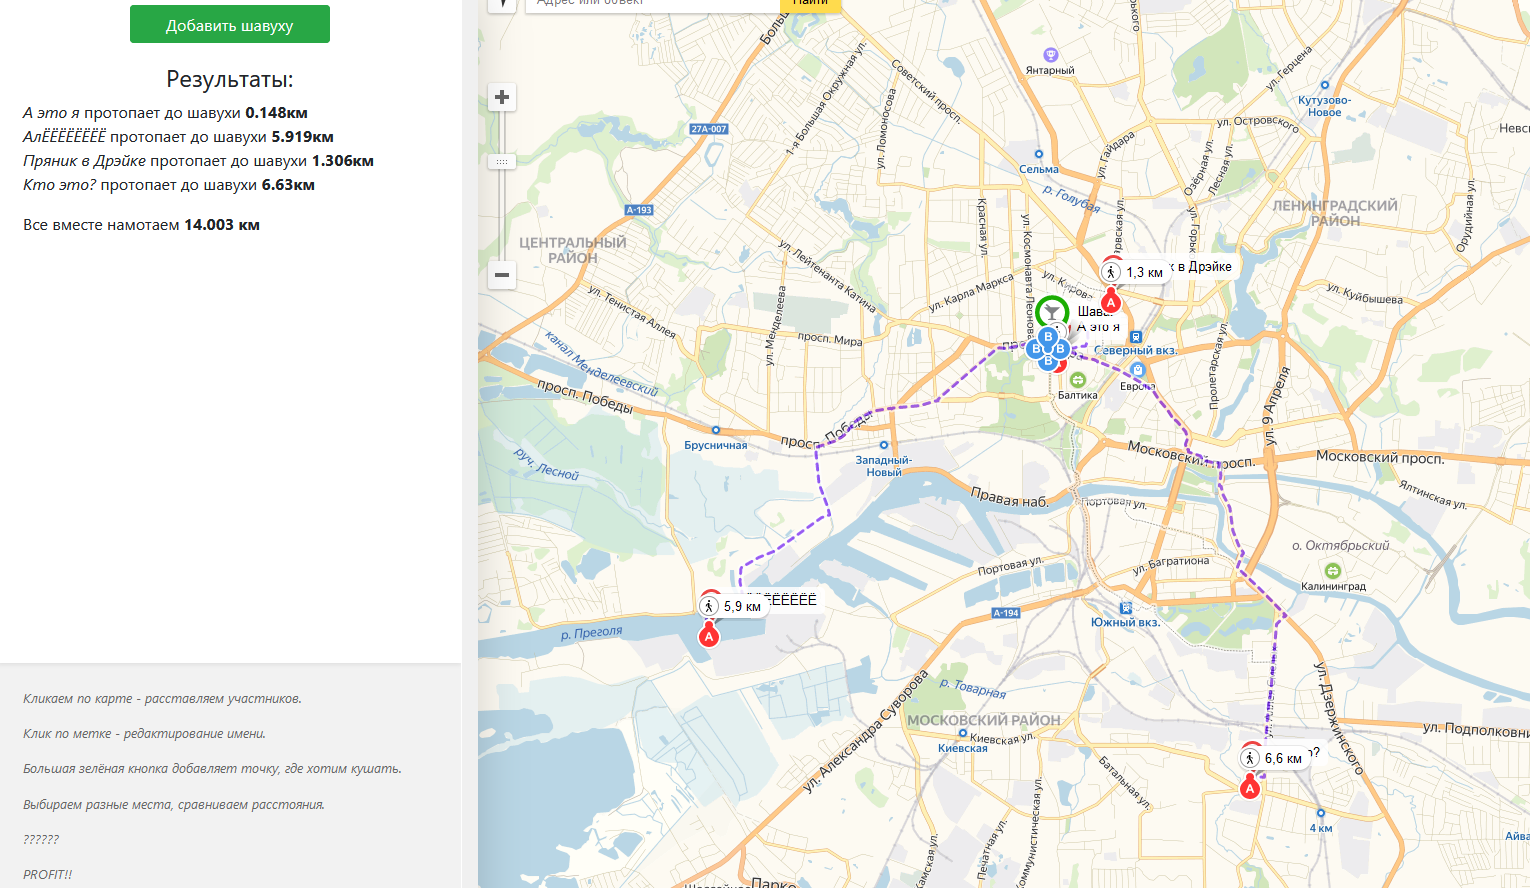 Добавить шавуху
Результаты:
А это я протопает до шавухи 0.148км
АлЁЁЁЁЁЁЁЁ протопает до шавухи 5.919км
Пряник в Дрэйке протопает до шавухи 1.306км
Кто это? протопает до шавухи 6.63км
Все вместе намотаем 14.003 км
Кликаем по карте - расставляем участников.
Клик по метке - редактирование имени.
Большая зелёная кнопка добавляет точку, где хотим кушать.
Выбираем разные места, сравниваем расстояния.
??????
PROFIT!!
Адрес или объект
Найти
Янтарный
ул. Герцена
Кутузово-
Новое
Советский просп.
1-я Большая Окружная ул.
ул. Ломоносова
27А-007
ул. Гайдара
ул. Островского
Сельма
Озёрная ул.
Лесная ул.
р. Голубая
А-193
Красная ул.
ул. Космонавта Леонова
ЛЕНИНГРАДСКИЙ
РАЙОН
Орудийная ул.
ЦЕНТРАЛЬНЫЙ
РАЙОН
ул. Лейтенанта Катина
ул. Карла Маркса
ул. Кирова
1,3 км
к в Дрэйке
A
ул. Тенистая Аллея
ул. Менделеева
ул. Куйбышева
А это я
просп. Мира
B
B
B
B
Северный вкз.
канал Менделеевский
Европа
Балтика
Пролетарская ул.
просп. Победы
ул. 9 Апреля
Брусничная
просп. Победы
Западный-
Новый
Московский просп.
Московский просп.
руч. Лесной
Правая наб.
Портовая ул.
Ялтинская ул.
о. Октябрьский
Калининград
Портовая ул.
ул. Багратиона
5,9 км
ЁЁЁЁЁЁ
А-194
Южный вкз.
A
р. Преголя
р. Товарная
ул. Александра Суворова
МОСКОВСКИЙ РАЙОН
Киевская
Киевская ул.
ул. Дзержинского
ул. Подполковни
6,6 км
о?
A
Батальная ул.
4 км
Печатная ул.
Коммунистическая ул.